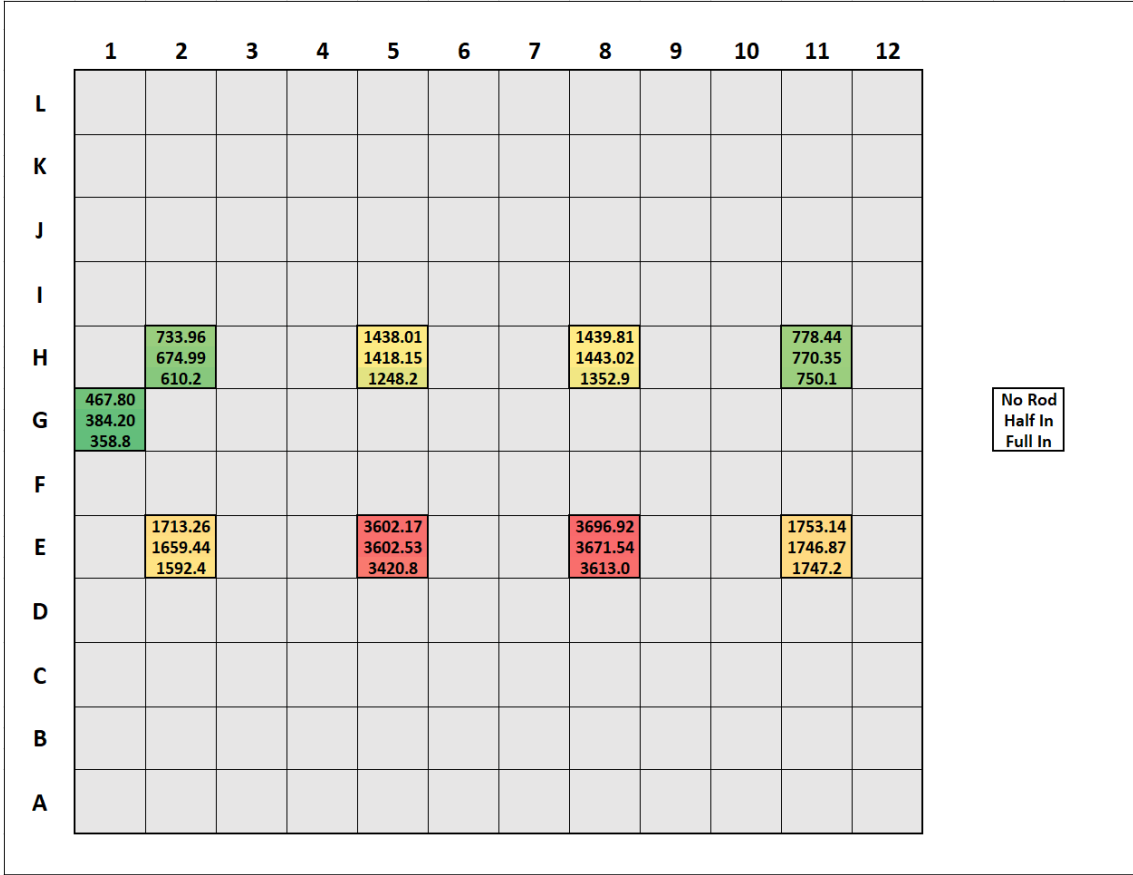 1 2 3 4 5 6 7 8 9 10 11 12
L
K
J
I
H
733.96 1438.01 1439.81 778.44
674.99 1418.15 1443.02 770.35
610.2 1248.2 1352.9 750.1
G
467.80
384.20
358.8
No Rod
Half In
Full In
F
E
1713.26 3602.17 3696.92 1753.14
1659.44 3602.53 3671.54 1746.87
1592.4 3420.8 3613.0 1747.2
D
C
B
A